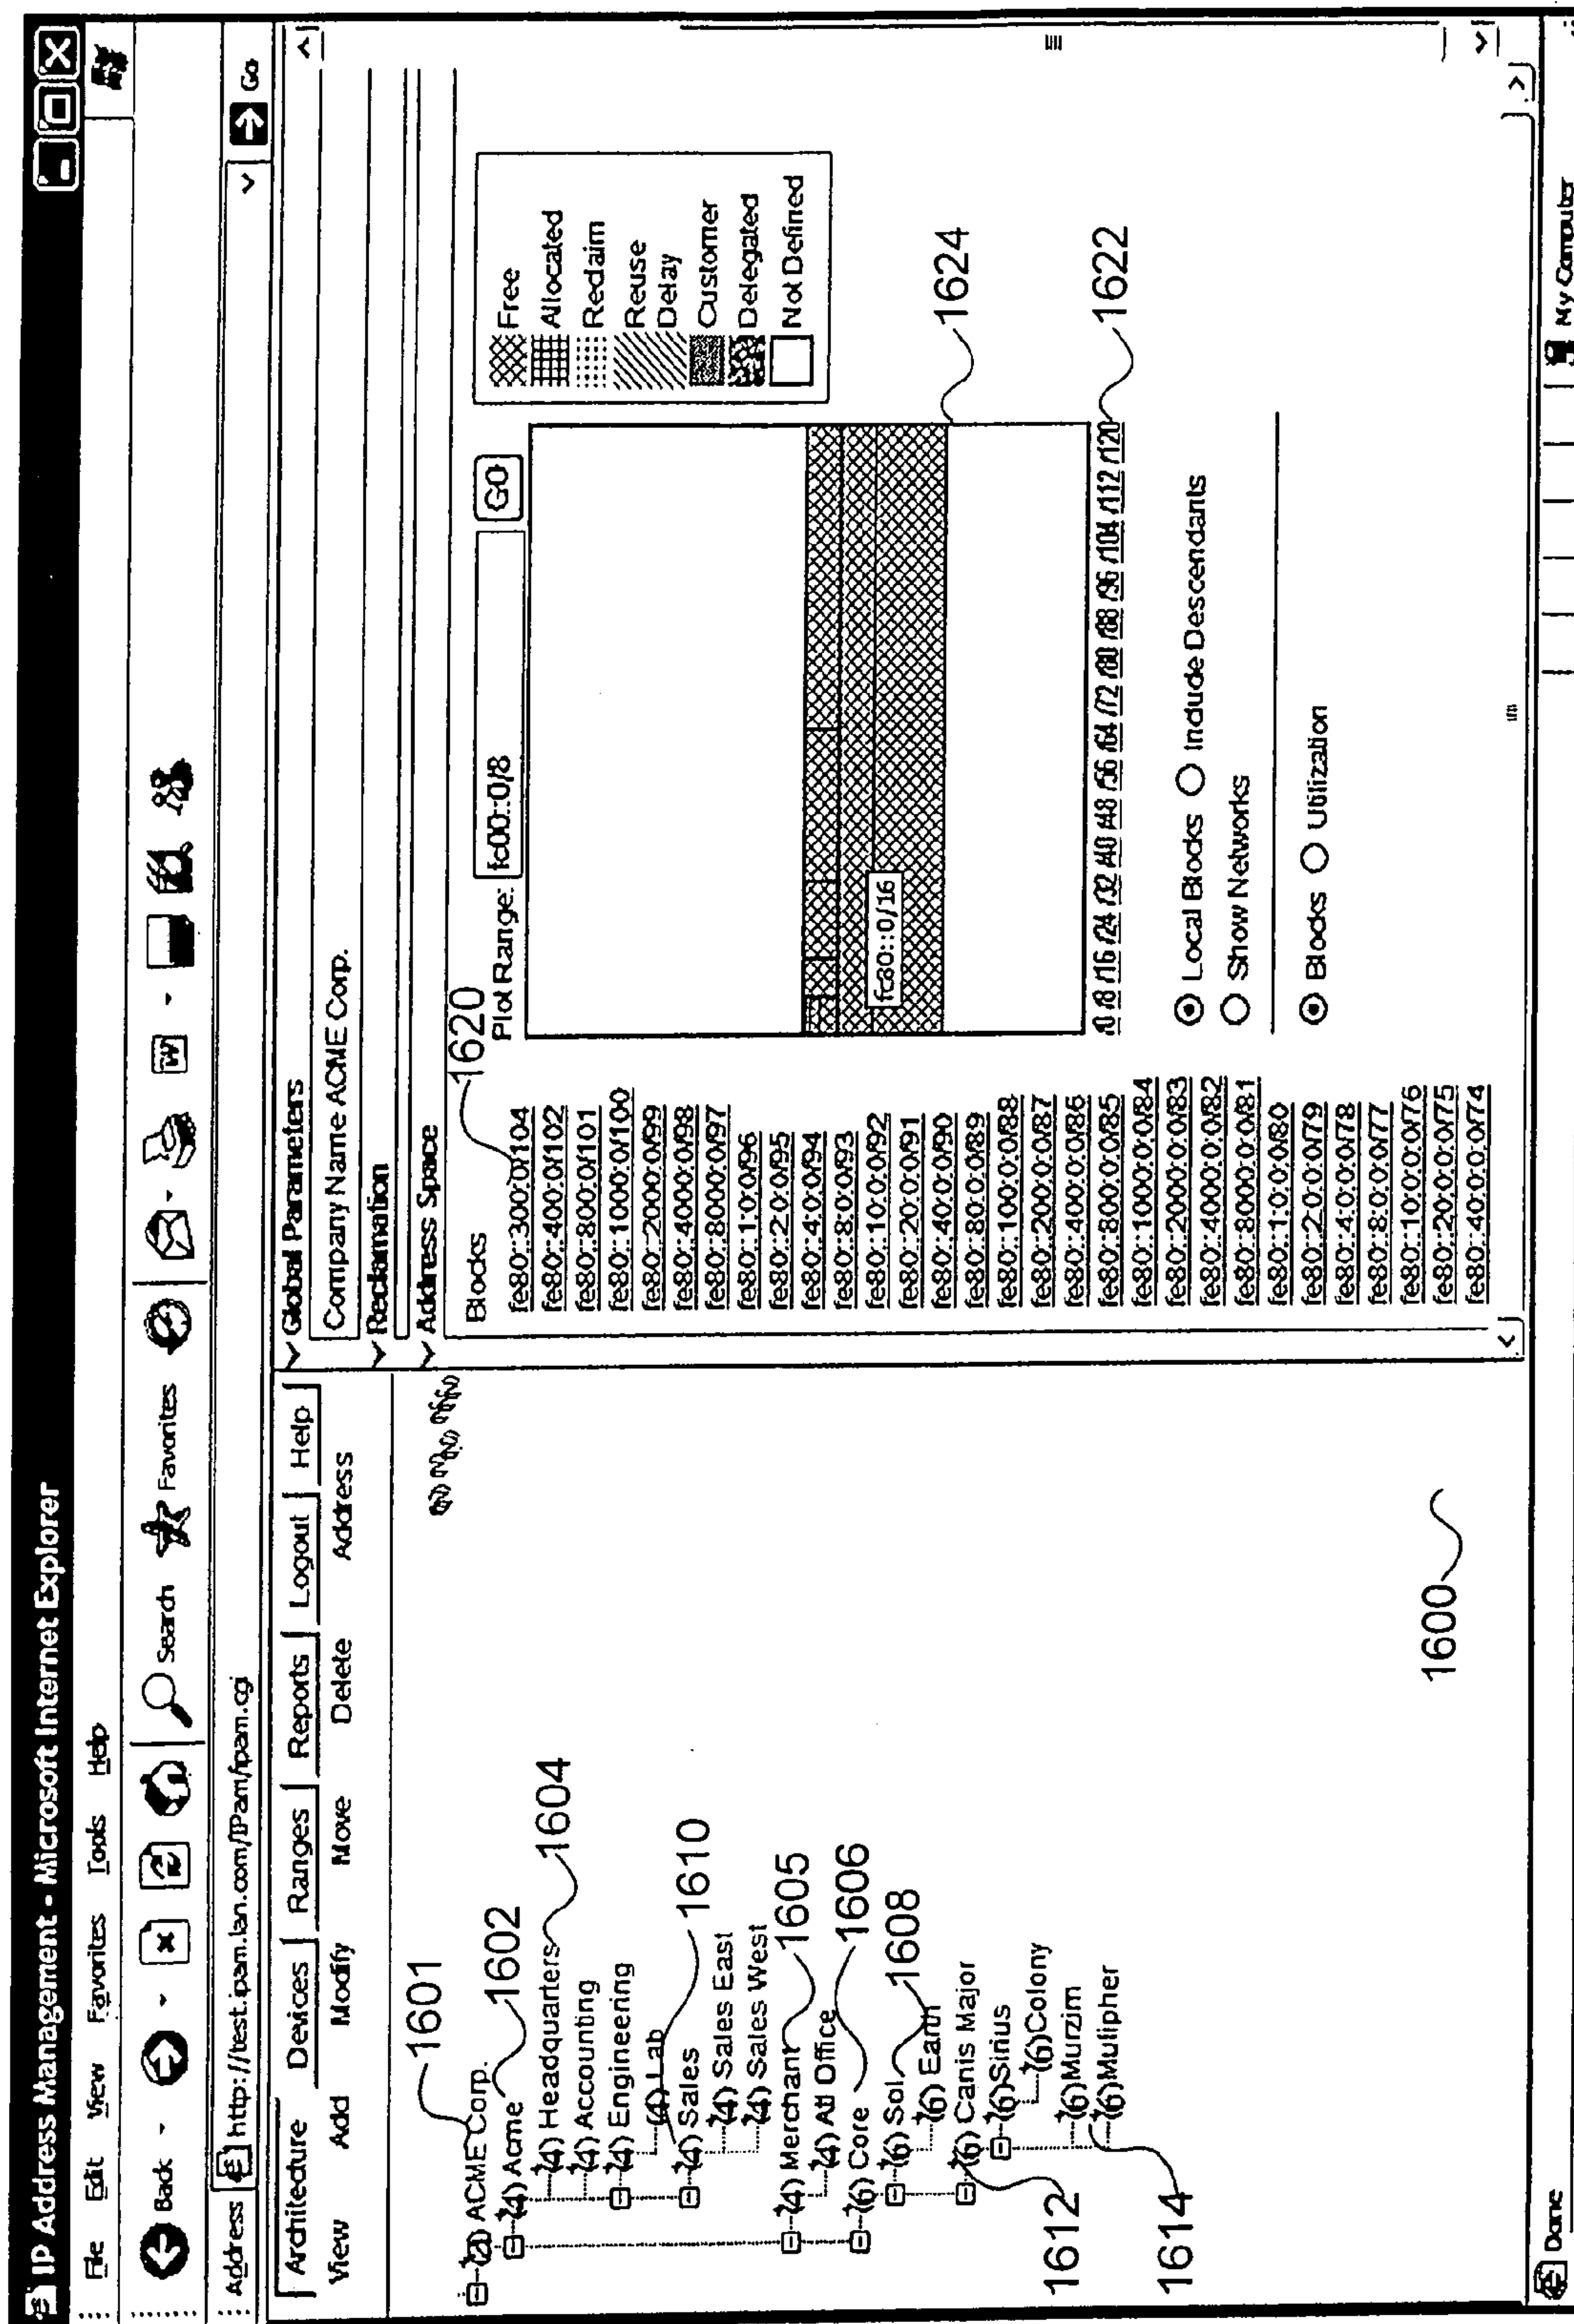 IP Address Management - Microsoft Internet Explorer
File Edit View Favorites Tools Help
Back Search Favorites W
Address http://test.ipam.lan.com/IPam/ipam.cgi Go
Architecture Devices Ranges Reports Logout Help
View Add Modify Move Delete Address
1601
(2) ACME Corp.
1602
(4) Acme
(4) Headquarters
1604
(4) Accounting
(4) Engineering
(4) Lab
(4) Sales
1610
(4) Sales East
(4) Sales West
(4) Merchant
1605
(4) Atl Office
(6) Core
1606
(6) Sol
1608
(6) Earth
(6) Canis Major
(6)Sirius
(6)Colony
(6)Murzim
(6)Mulipher
1612
1614
1600
Global Parameters
Company Name ACME Corp.
Reclamation
Address Space
Blocks
1620
fe80::300:0/104
fe80::400:0/102
fe80::800:0/101
fe80::1000:0/100
fe80::2000:0/99
fe80::4000:0/98
fe80::8000:0/97
fe80::1:0:0/96
fe80::2:0:0/95
fe80::4:0:0/94
fe80::8:0:0/93
fe80::10:0:0/92
fe80::20:0:0/91
fe80::40:0:0/90
fe80::80:0:0/89
fe80::100:0:0/88
fe80::200:0:0/87
fe80::400:0:0/86
fe80::800:0:0/85
fe80::1000:0:0/84
fe80::2000:0:0/83
fe80::4000:0:0/82
fe80::8000:0:0/81
fe80::1:0:0:0/80
fe80::2:0:0:0/79
fe80::4:0:0:0/78
fe80::8:0:0:0/77
fe80::10:0:0:0/76
fe80::20:0:0:0/75
fe80::40:0:0:0/74
Plot Range: fc00::0/8 GO
fc80::0/16
/0 /8 /16 /24 /32 /40 /48 /56 /64 /72 /80 /88 /96 /104 /112 /120
1622
1624
Free
Allocated
Reclaim
Reuse
Delay
Customer
Delegated
Not Defined
Local Blocks Include Descendants
Show Networks
Blocks Utilization
Done My Computer